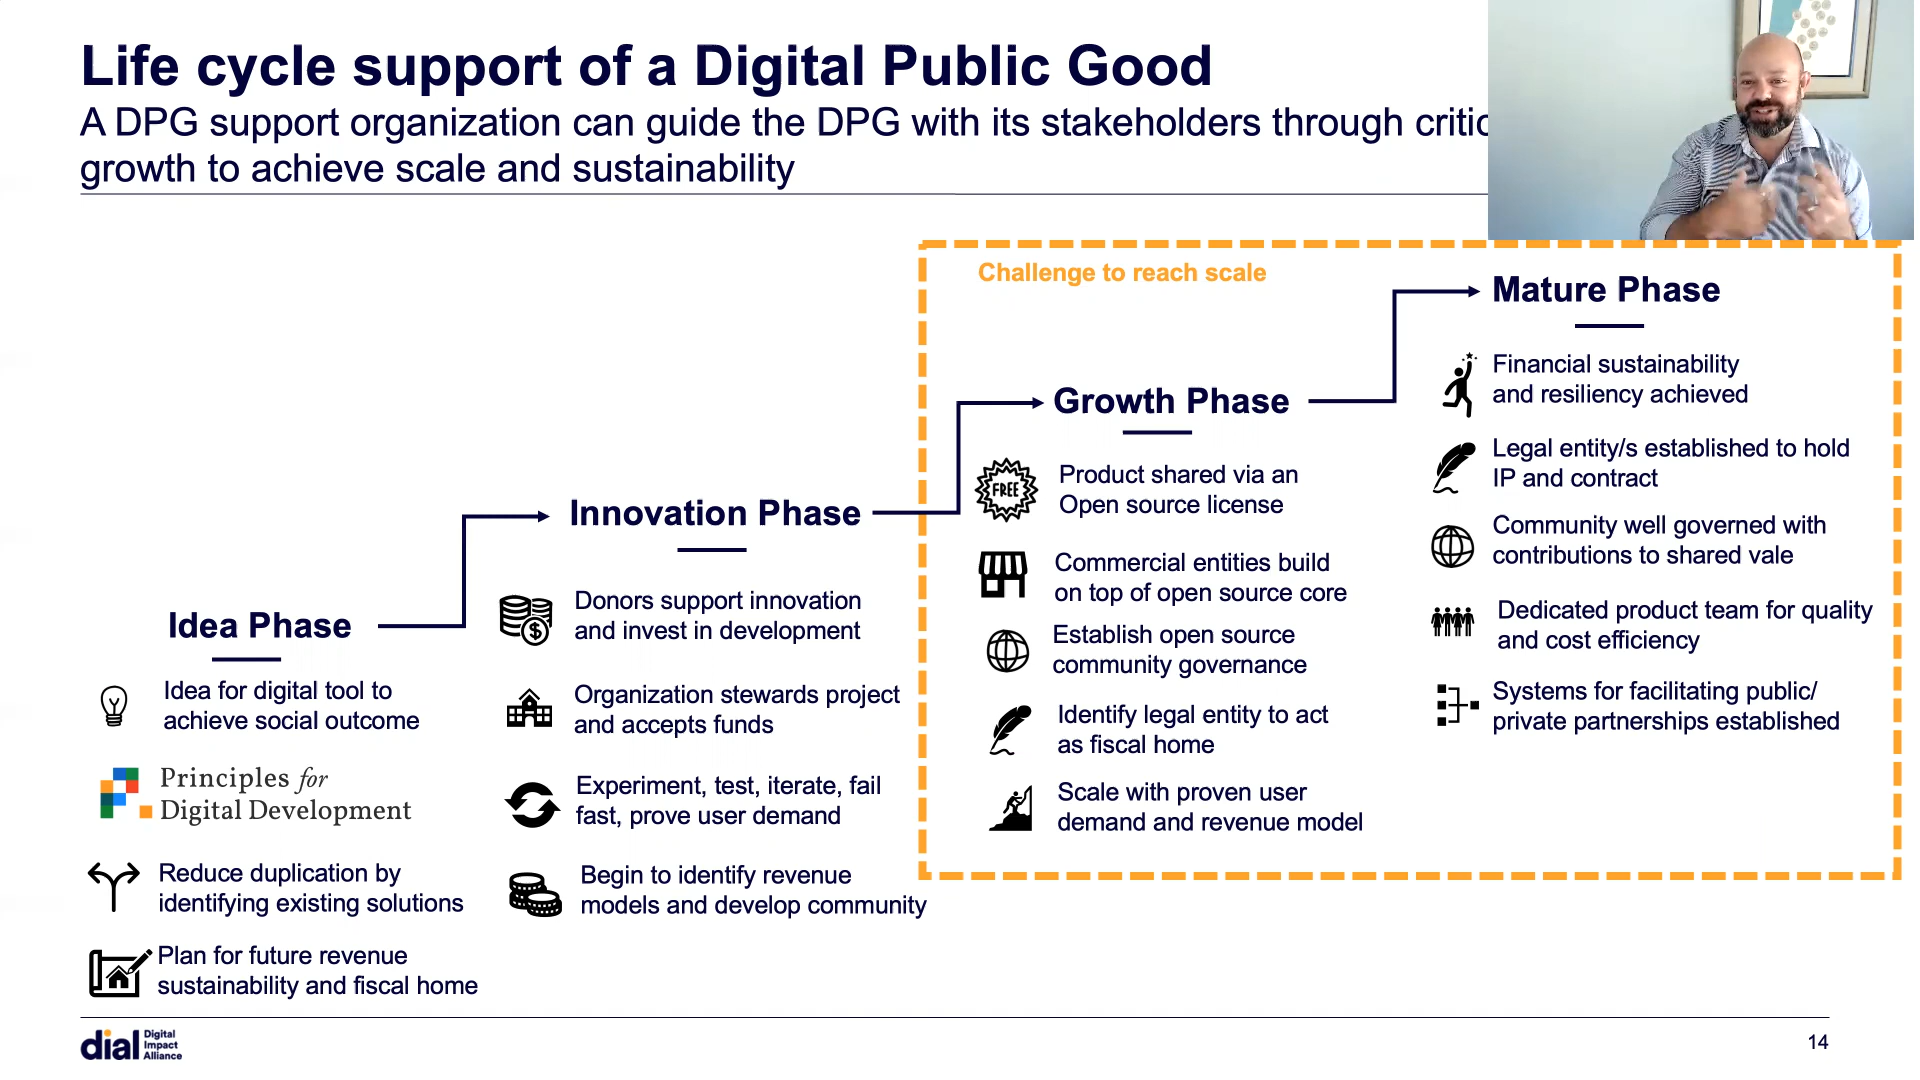 Life cycle support of a Digital Public Good
A DPG support organization can guide the DPG with its stakeholders through
growth to achieve scale and sustainability
Challenge to reach scale
Idea Phase
Idea for digital tool to
achieve social outcome
Principles for
Digital Development
Reduce duplication by
identifying existing solutions
Plan for future revenue
sustainability and fiscal home
Innovation Phase
Donors support innovation
and invest in development
Organization stewards project
and accepts funds
Experiment, test, iterate, fail
fast, prove user demand
Begin to identify revenue
models and develop community
Growth Phase
FREE
Product shared via an
Open source license
Commercial entities build
on top of open source core
Establish open source
community governance
Identify legal entity to act
as fiscal home
Scale with proven user
demand and revenue model
Mature Phase
Financial sustainability
and resiliency achieved
Legal entity/s established to hold
IP and contract
Community well governed with
contributions to shared vale
Dedicated product team for quality
and cost efficiency
Systems for facilitating public/
private partnerships established
dial Digital
Impact
Alliance
14